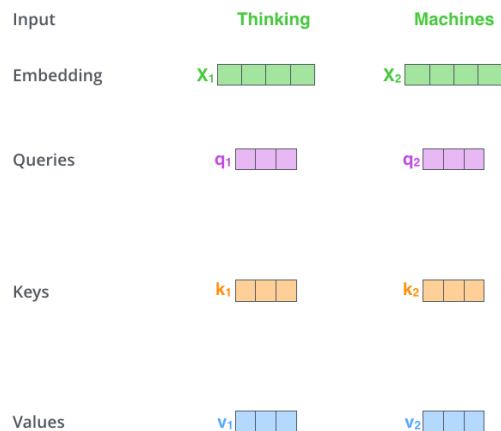 Input Thinking Machines
Embedding X₁ X₂
Queries q₁ q₂
Keys k₁ k₂
Values v₁ v₂